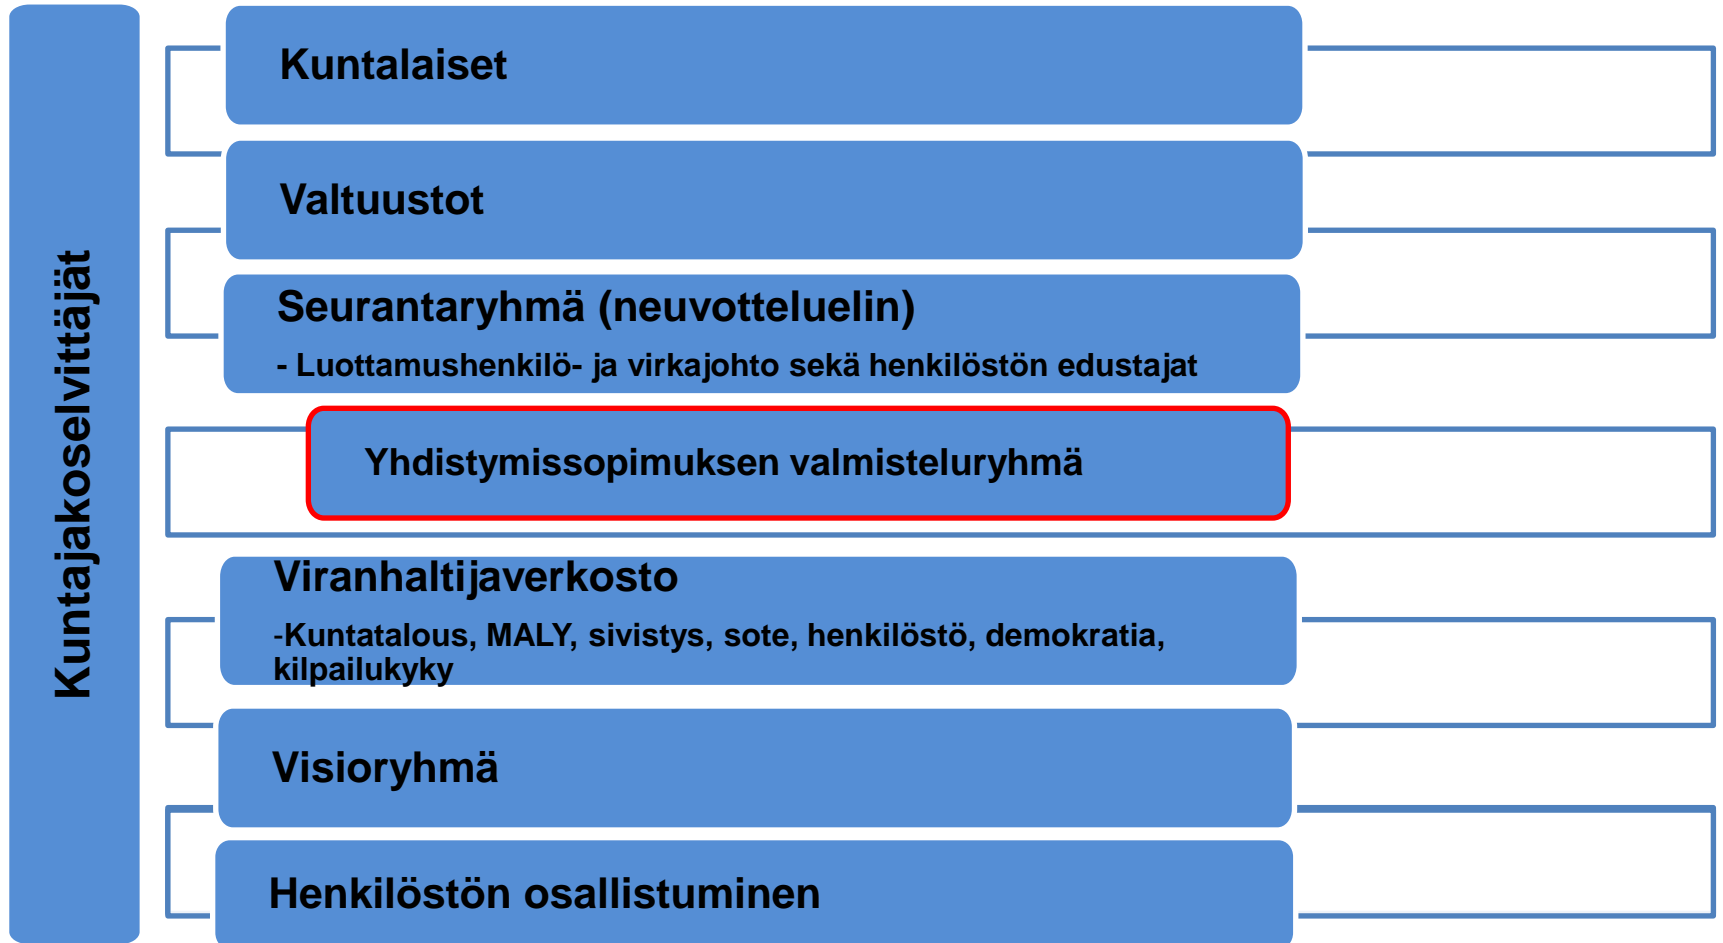 Kuntajakoselvittäjät
Kuntalaiset
Valtuustot
Seurantaryhmä (neuvotteluelin)
- Luottamushenkilö- ja virkajohto sekä henkilöstön edustajat
Yhdistymissopimuksen valmisteluryhmä
Viranhaltijaverkosto
-Kuntatalous, MALY, sivistys, sote, henkilöstö, demokratia,
kilpailukyky
Visioryhmä
Henkilöstön osallistuminen